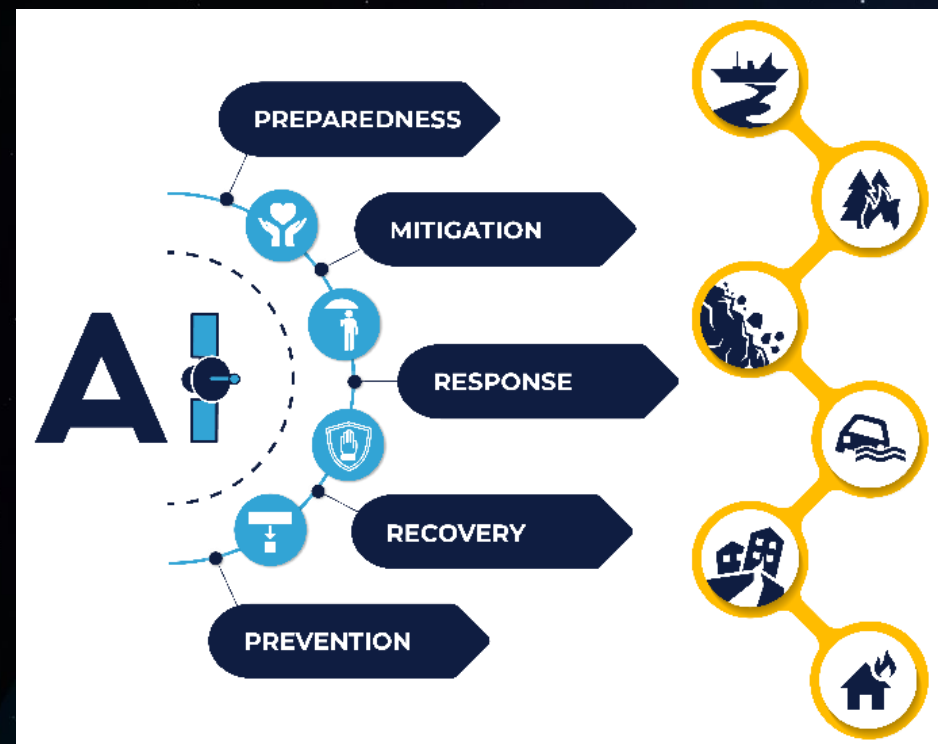 PREPAREDNESS
MITIGATION
AI
RESPONSE
RECOVERY
PREVENTION